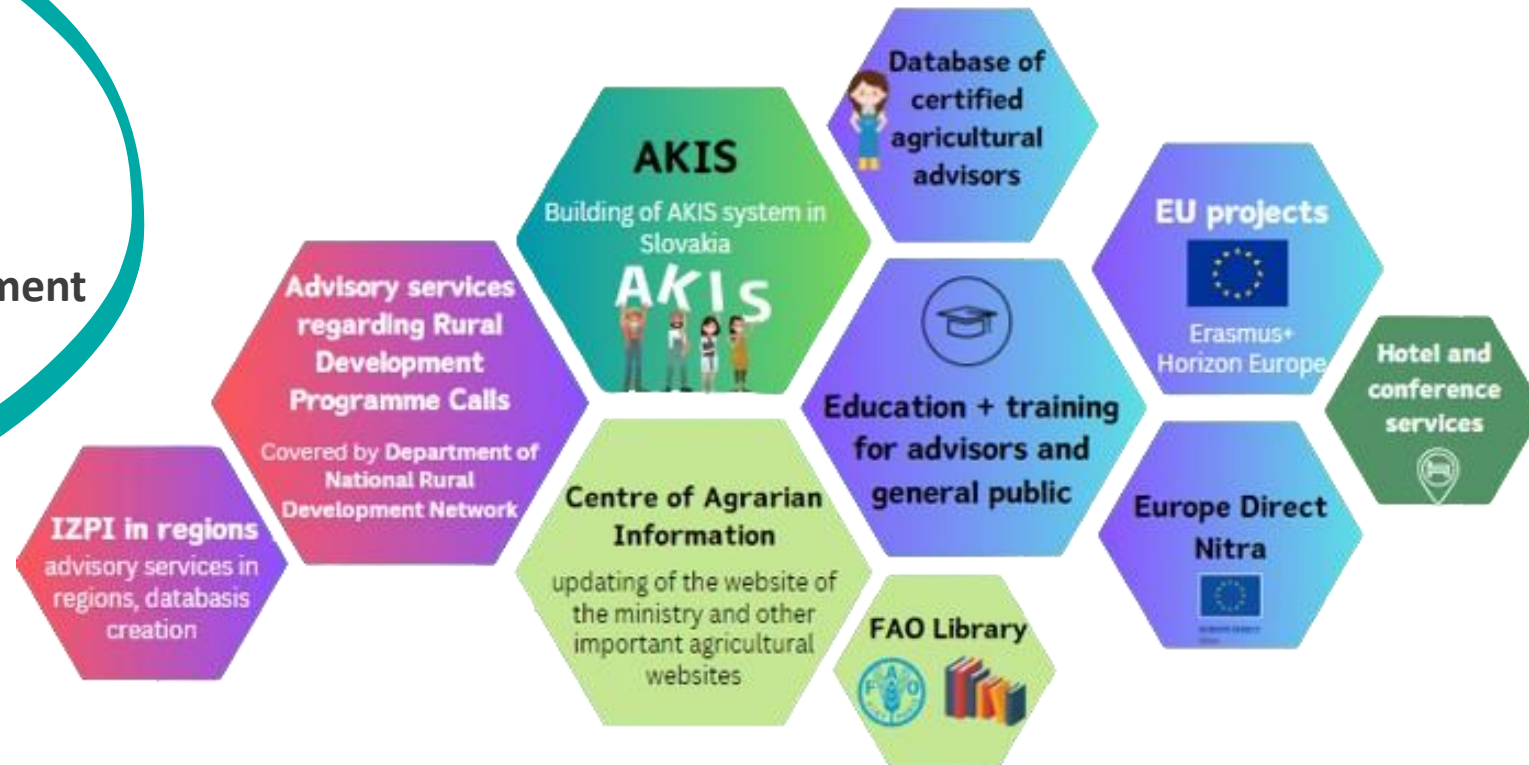 ment
Database of
certified
agricultural
advisors
AKIS
Building of AKIS system in
Slovakia
AKIS
EU projects
Erasmus+
Horizon Europe
Advisory services
regarding Rural
Development
Programme Calls
Covered by Department of
National Rural
Development Network
Hotel and
conference
services
Education + training
for advisors and
general public
Centre of Agrarian
Information
updating of the website of
the ministry and other
important agricultural
websites
Europe Direct
Nitra
IZPI in regions
advisory services in
regions, databasis
creation
FAO Library
FAO